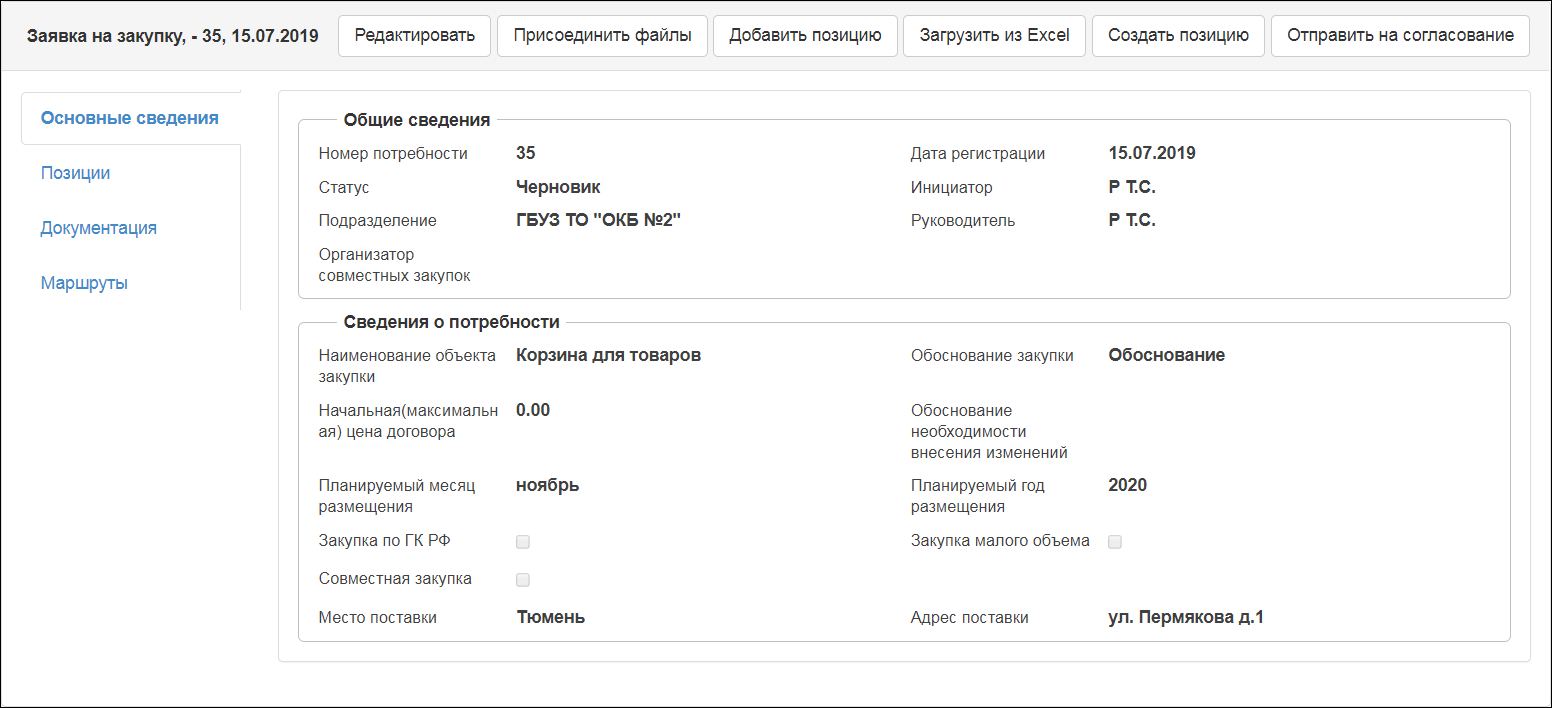 Заявка на закупку, - 35, 15.07.2019 Редактировать Присоединить файлы Добавить позицию Загрузить из Excel Создать позицию Отправить на согласование
Основные сведения
Позиции
Документация
Маршруты
Общие сведения
Номер потребности 35 Дата регистрации 15.07.2019
Статус Черновик Инициатор Р Т.С.
Подразделение ГБУЗ ТО "ОКБ №2" Руководитель Р Т.С.
Организатор
совместных закупок
Сведения о потребности
Наименование объекта Корзина для товаров Обоснование закупки Обоснование
закупки
Начальная(максимальн 0.00 Обоснование
ая) цена договора необходимости
внесения изменений
Планируемый месяц ноябрь Планируемый год 2020
размещения размещения
Закупка по ГК РФ Закупка малого объема
Совместная закупка
Место поставки Тюмень Адрес поставки ул. Пермякова д.1